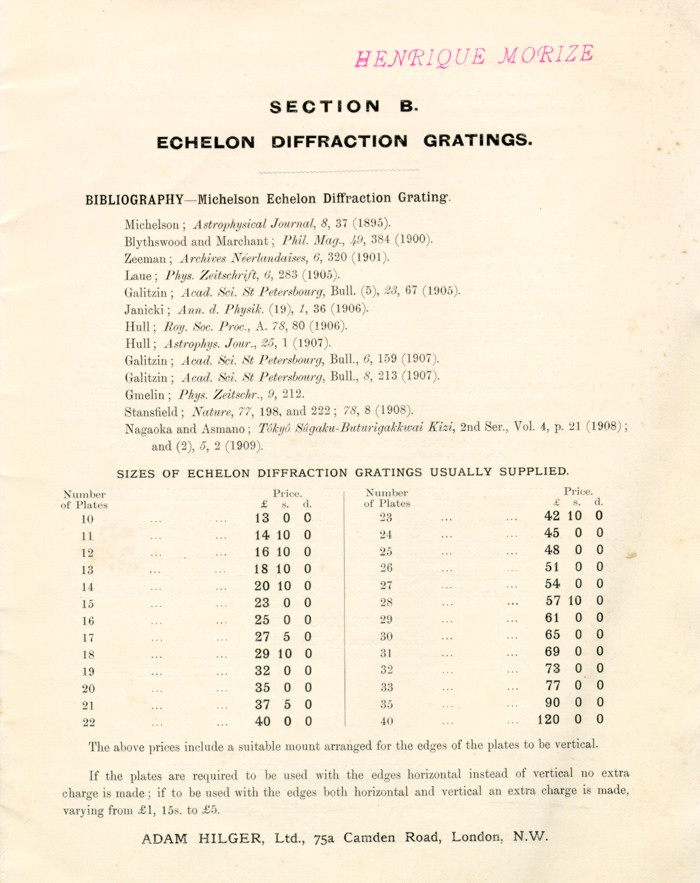 HENRIQUE MORIZE
SECTION B.
ECHELON DIFFRACTION GRATINGS.
BIBLIOGRAPHY—Michelson Echelon Diffraction Grating.
Michelson ; Astrophysical Journal, 8, 37 (1895).
Blythswood and Marchant ; Phil. Mag., 49, 384 (1900).
Zeeman ; Archives Néerlandaises, 6, 320 (1901).
Laue ; Phys. Zeitschrift, 6, 283 (1905).
Galitzin ; Acad. Sci. St Petersbourg, Bull. (5), 23, 67 (1905).
Janicki ; Ann. d. Physik. (19), 1, 36 (1906).
Hull ; Roy. Soc. Proc., A. 78, 80 (1906).
Hull ; Astrophys. Jour., 25, 1 (1907).
Galitzin ; Acad. Sci. St Petersbourg, Bull., 6, 159 (1907).
Galitzin ; Acad. Sci. St Petersbourg, Bull., 8, 213 (1907).
Gmelin ; Phys. Zeitschr., 9, 212.
Stansfield ; Nature, 77, 198, and 222 ; 78, 8 (1908).
Nagaoka and Asmano ; Tōkyō Sūgaku-Buturigakkwai Kizi, 2nd Ser., Vol. 4, p. 21 (1908) ;
and (2), 5, 2 (1909).
SIZES OF ECHELON DIFFRACTION GRATINGS USUALLY SUPPLIED.
Number of Plates Price. £ s. d.
10 ... ... 13 0 0
11 ... ... 14 10 0
12 ... ... 16 10 0
13 ... ... 18 10 0
14 ... ... 20 10 0
15 ... ... 23 0 0
16 ... ... 25 0 0
17 ... ... 27 5 0
18 ... ... 29 10 0
19 ... ... 32 0 0
20 ... ... 35 0 0
21 ... ... 37 5 0
22 ... ... 40 0 0
Number of Plates Price. £ s. d.
23 ... ... 42 10 0
24 ... ... 45 0 0
25 ... ... 48 0 0
26 ... ... 51 0 0
27 ... ... 54 0 0
28 ... ... 57 10 0
29 ... ... 61 0 0
30 ... ... 65 0 0
31 ... ... 69 0 0
32 ... ... 73 0 0
33 ... ... 77 0 0
35 ... ... 90 0 0
40 ... ... 120 0 0
The above prices include a suitable mount arranged for the edges of the plates to be vertical.
If the plates are required to be used with the edges horizontal instead of vertical no extra
charge is made ; if to be used with the edges both horizontal and vertical an extra charge is made,
varying from £1, 15s. to £5.
ADAM HILGER, Ltd., 75a Camden Road, London, N.W.